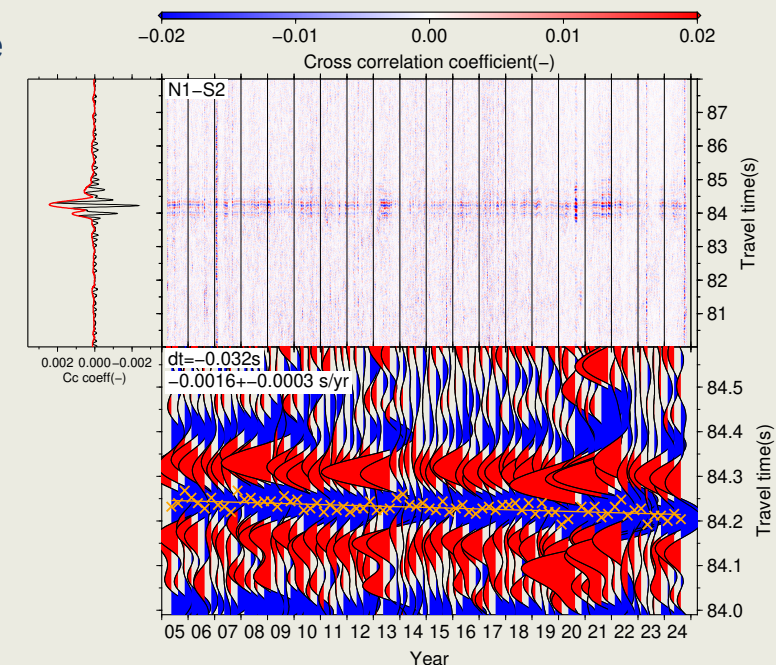 e
−0.02 −0.01 0.00 0.01 0.02
Cross correlation coefficient(−)
N1−S2
87
86
85
84
83
82
81
Travel time(s)
0.002 0.000 −0.002
Cc coeff(−)
dt=−0.032s
−0.0016+−0.0003 s/yr
84.5
84.4
84.3
84.2
84.1
84.0
Travel time(s)
05 06 07 08 09 10 11 12 13 14 15 16 17 18 19 20 21 22 23 24
Year